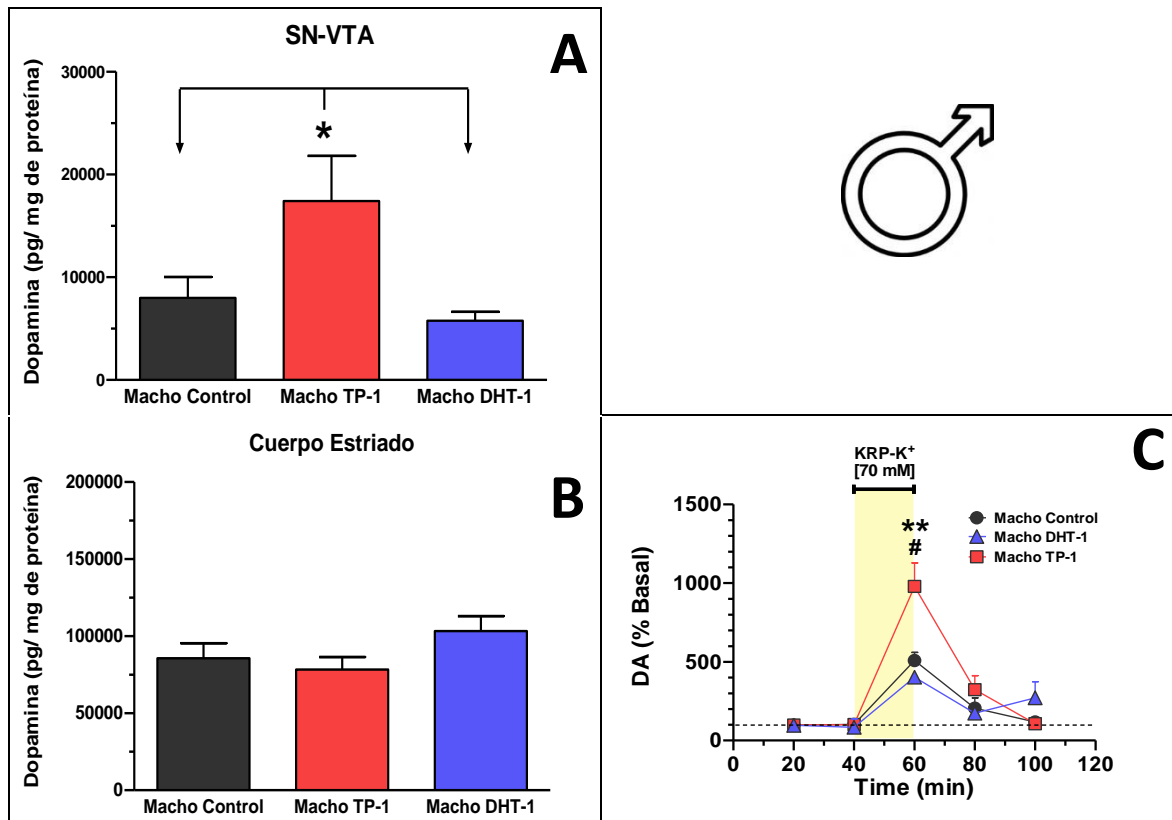 SN-VTA
A
30000
20000
10000
0
Dopamina (pg/ mg de proteína)
*
Macho Control Macho TP-1 Macho DHT-1
Cuerpo Estriado
B
200000
150000
100000
50000
0
Dopamina (pg/ mg de proteína)
Macho Control Macho TP-1 Macho DHT-1
C
KRP-K+
[70 mM]
1500
1000
500
0
DA (% Basal)
**
#
Macho Control
Macho DHT-1
Macho TP-1
0 20 40 60 80 100 120
Time (min)